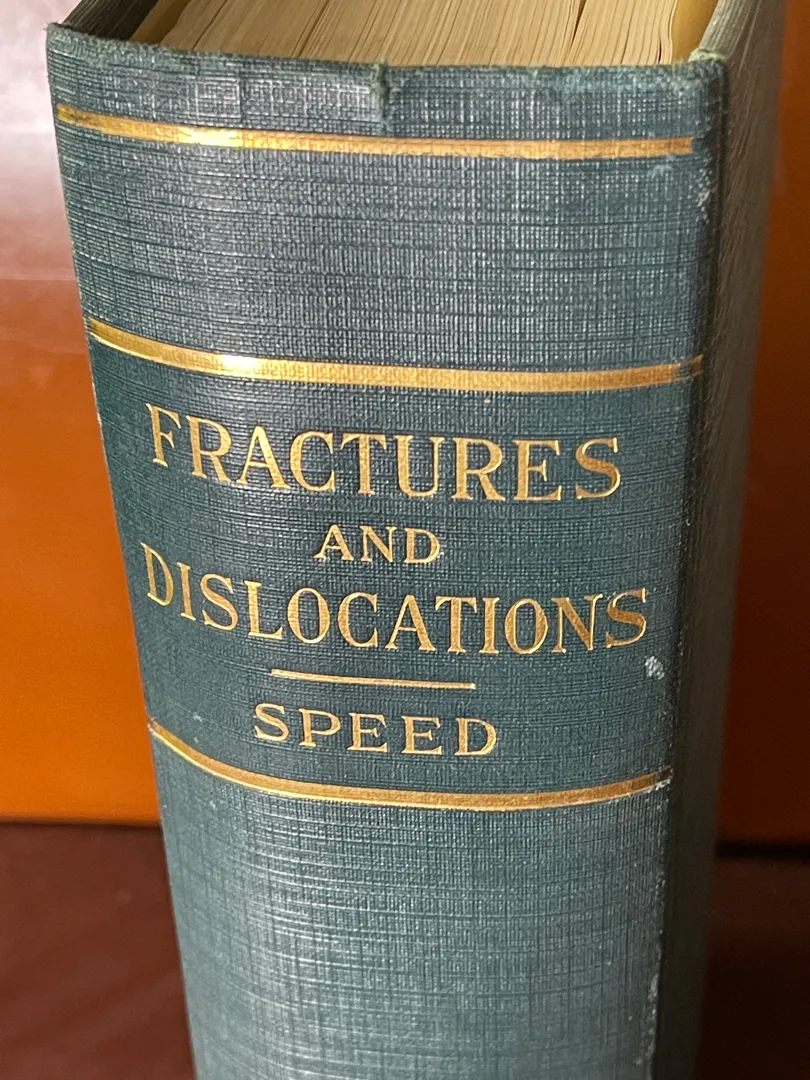 FRACTURES
AND
DISLOCATIONS
SPEED